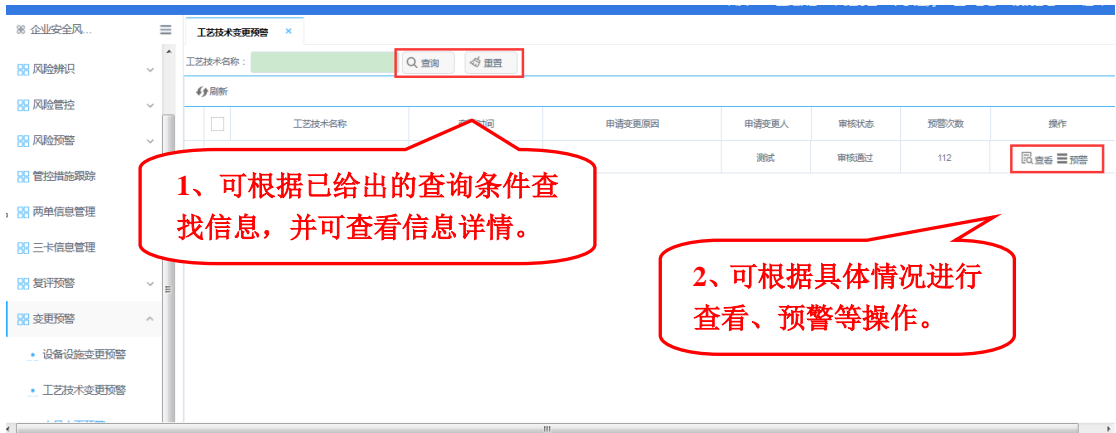 企业安全风...
工艺技术变更预警 ×
工艺技术名称：
查询
重置
刷新
风险辨识
风险管控
风险预警
管控措施跟踪
两单信息管理
三卡信息管理
复评预警
变更预警
设备设施变更预警
工艺技术变更预警
工艺技术名称
申请变更原因
申请变更人
审核状态
预警次数
操作
测试
审核通过
112
查看
预警
1、可根据已给出的查询条件查
找信息，并可查看信息详情。
2、可根据具体情况进行
查看、预警等操作。